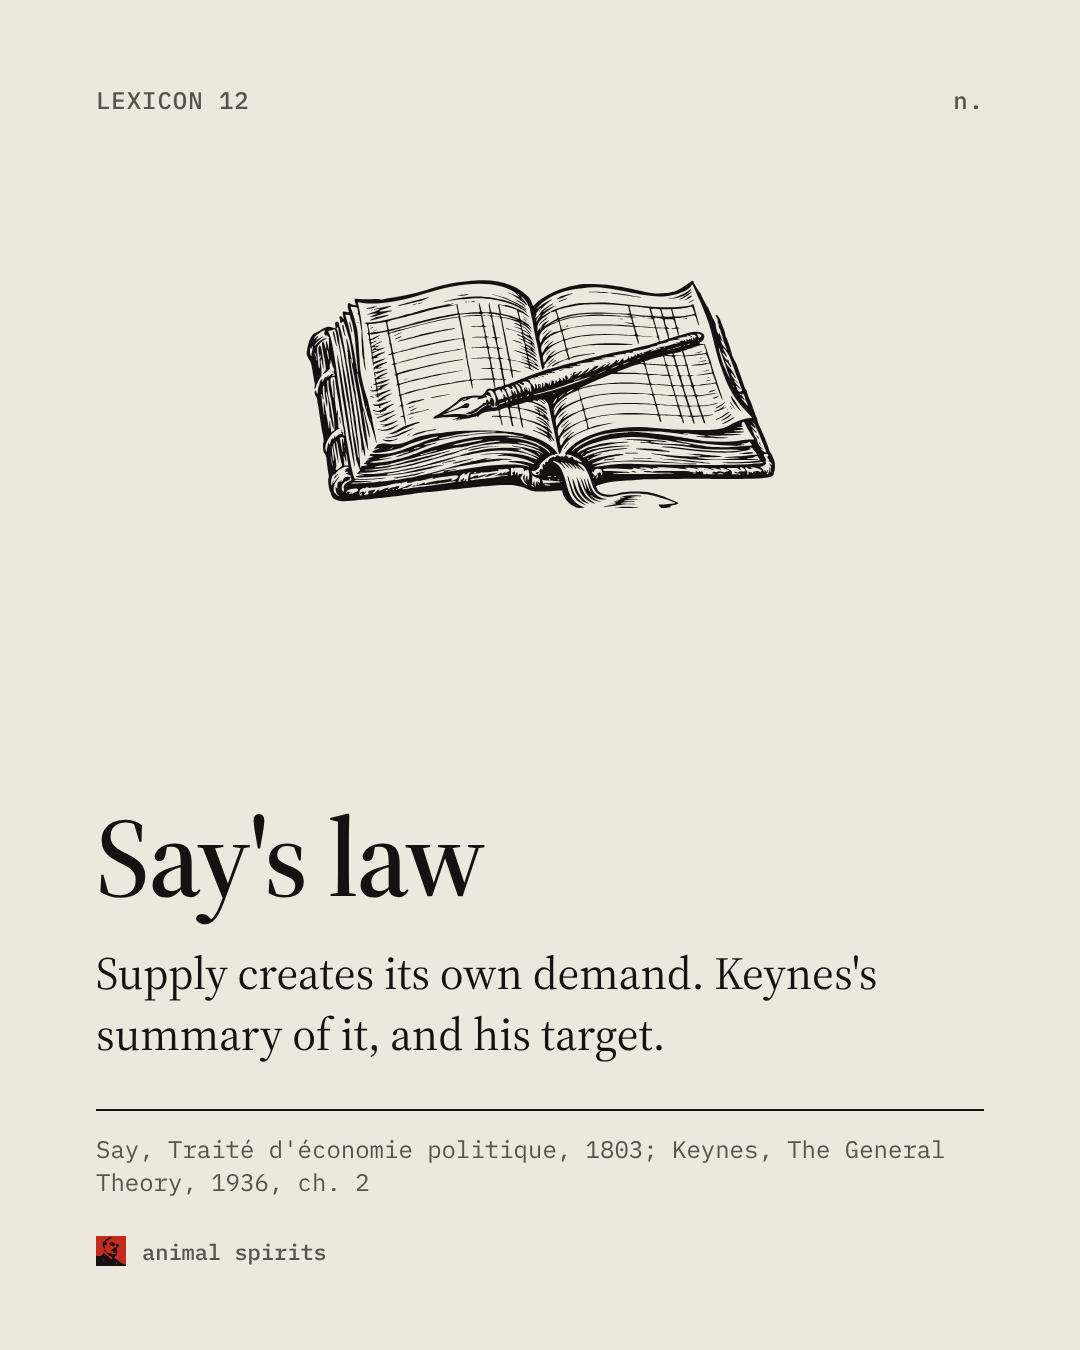 LEXICON 12
n.
Say's law
Supply creates its own demand. Keynes's
summary of it, and his target.
Say, Traité d'économie politique, 1803; Keynes, The General
Theory, 1936, ch. 2
animal spirits